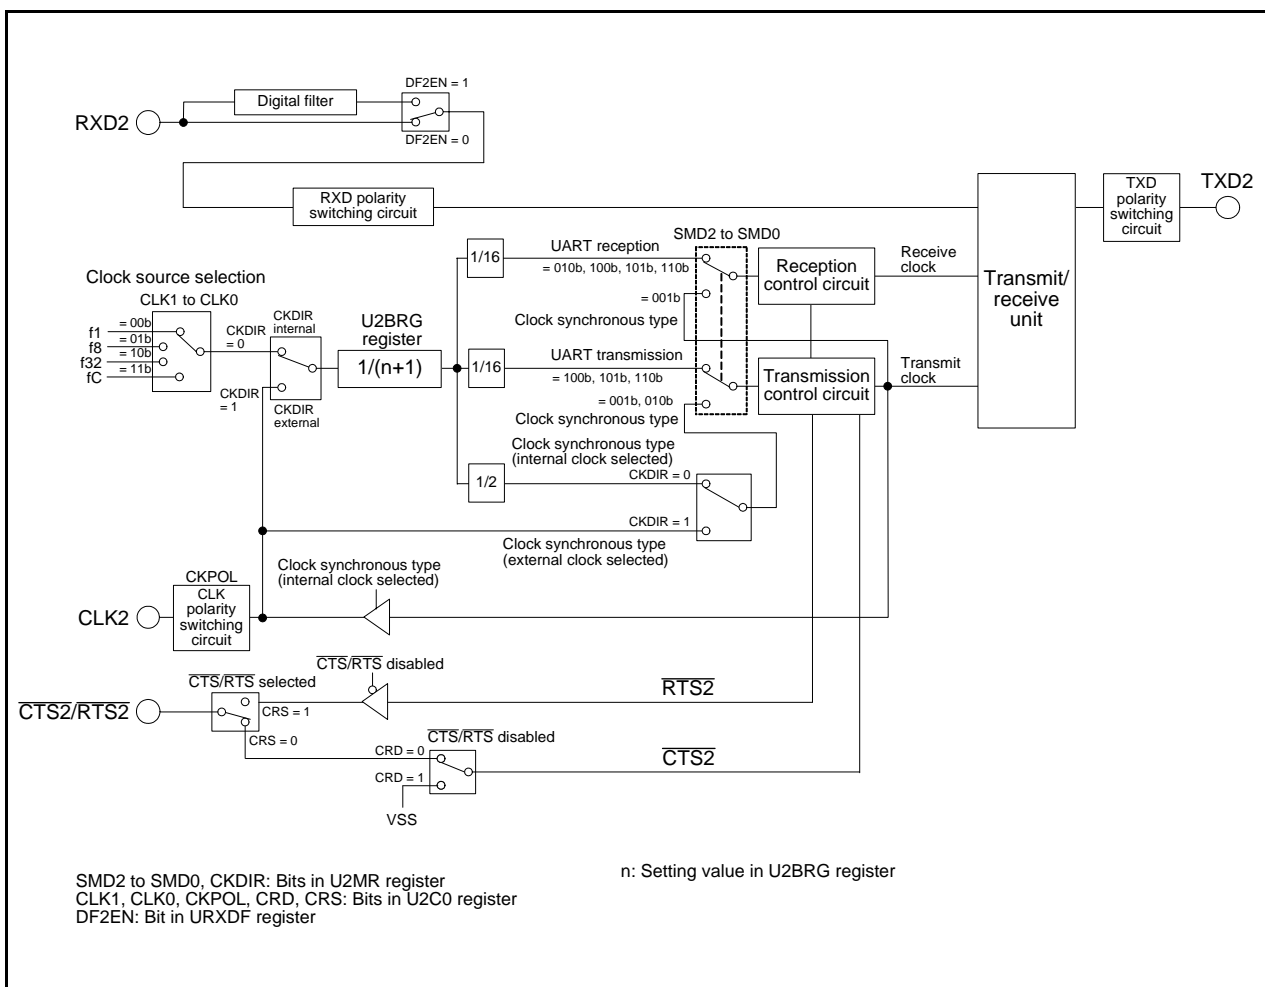 DF2EN = 1
Digital filter
RXD2
DF2EN = 0
RXD polarity
switching circuit
TXD
polarity
switching
circuit
TXD2
SMD2 to SMD0
1/16
UART reception
= 010b, 100b, 101b, 110b
Reception
control circuit
Receive
clock
Transmit/
receive
unit
Clock source selection
CLK1 to CLK0
= 001b
Clock synchronous type
f1
= 00b
f8
= 01b
f32
= 10b
fC
= 11b
CKDIR
= 0
CKDIR
internal
U2BRG
register
1/(n+1)
1/16
UART transmission
= 100b, 101b, 110b
Transmission
control circuit
Transmit
clock
CKDIR
= 1
CKDIR
external
= 001b, 010b
Clock synchronous type
Clock synchronous type
(internal clock selected)
1/2
CKDIR = 0
CKDIR = 1
Clock synchronous type
(external clock selected)
Clock synchronous type
(internal clock selected)
CKPOL
CLK2
CLK
polarity
switching
circuit
CTS/RTS disabled
CTS/RTS selected
RTS2
CTS2/RTS2
CRS = 1
CRS = 0
CTS/RTS disabled
CRD = 0
CTS2
CRD = 1
VSS
SMD2 to SMD0, CKDIR: Bits in U2MR register
CLK1, CLK0, CKPOL, CRD, CRS: Bits in U2C0 register
DF2EN: Bit in URXDF register
n: Setting value in U2BRG register